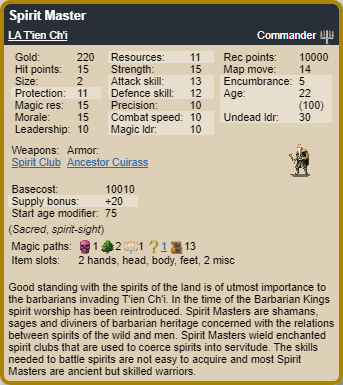 Spirit Master
LA T'ien Ch'i Commander
Gold: 220 Resources: 11 Rec points: 10000
Hit points: 15 Strength: 15 Map move: 14
Size: 2 Attack skill: 13 Encumbrance: 5
Protection: 11 Defence skill: 12 Age: 22
Magic res: 15 Precision: 10 (100)
Morale: 15 Combat speed: 10 Undead ldr: 30
Leadership: 10 Magic ldr: 10
Weapons: Armor:
Spirit Club Ancestor Cuirass
Basecost: 10010
Supply bonus: +20
Start age modifier: 75
(Sacred, spirit-sight)
Magic paths: 1 2 1 ? 1 13
Item slots: 2 hands, head, body, feet, 2 misc
Good standing with the spirits of the land is of utmost importance to
the barbarians invading T'ien Ch'i. In the time of the Barbarian Kings
spirit worship has been reintroduced. Spirit Masters are shamans,
sages and diviners of barbarian heritage concerned with the relations
between spirits of the wild and men. Spirit Masters wield enchanted
spirit clubs that are used to coerce spirits into servitude. The skills
needed to battle spirits are not easy to acquire and most Spirit
Masters are ancient but skilled warriors.